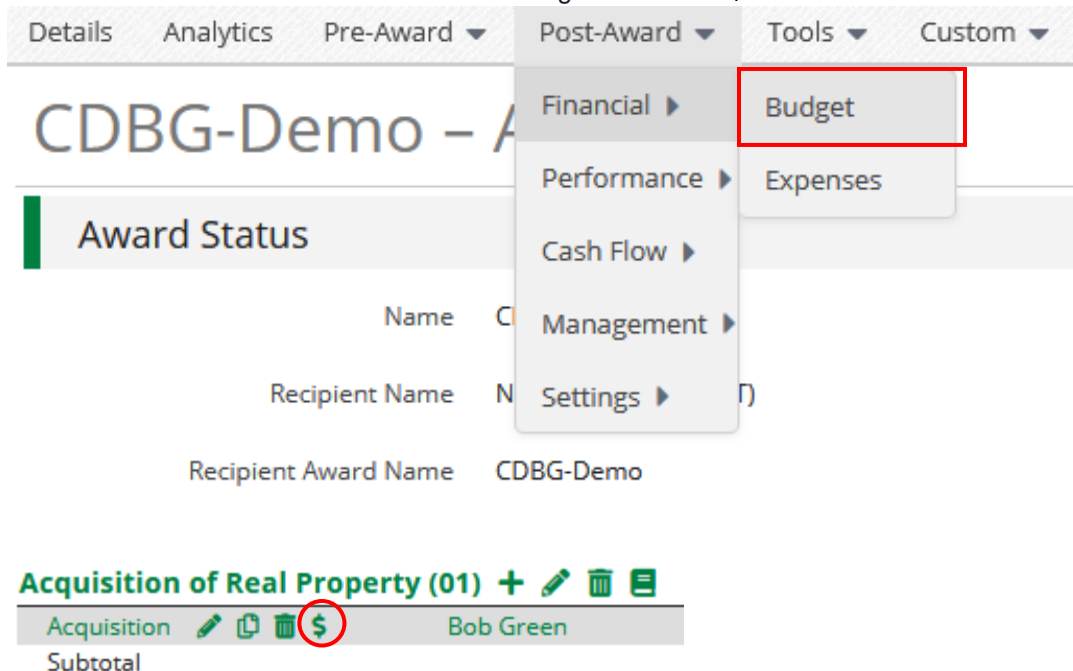 Details Analytics Pre-Award Post-Award Tools Custom
CDBG-Demo –
Financial Budget
Performance Expenses
Award Status
Cash Flow
Name
Management
Recipient Name N Settings T)
Recipient Award Name CDBG-Demo
Acquisition of Real Property (01)
Acquisition $ Bob Green
Subtotal